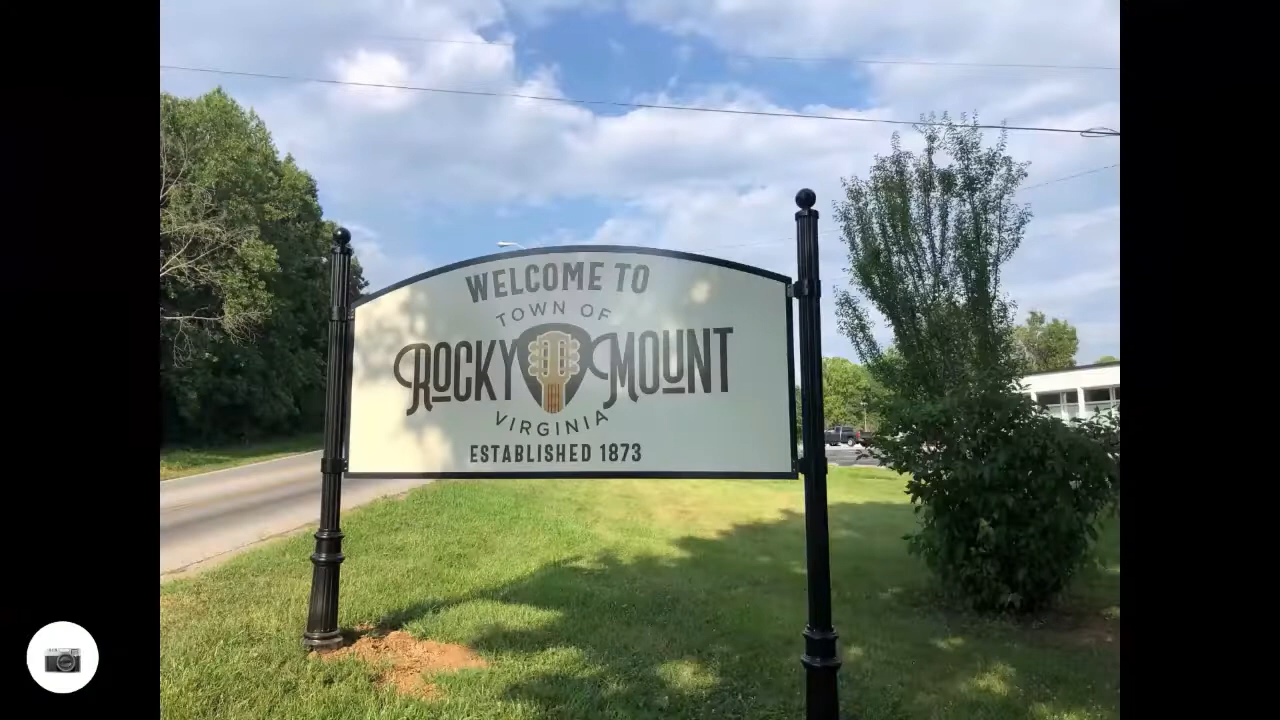 WELCOME TO
TOWN OF
ROCKY MOUNT
VIRGINIA
ESTABLISHED 1873